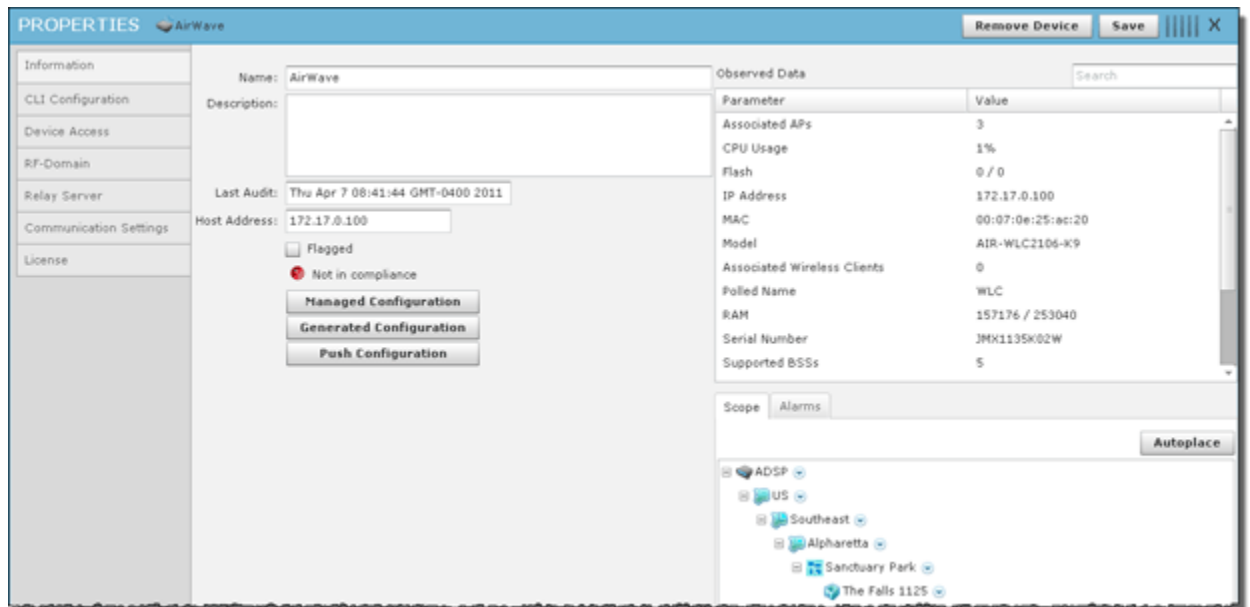 PROPERTIES AirWave Remove Device Save X
Information
CLI Configuration
Device Access
RF-Domain
Relay Server
Communication Settings
License
Name: AirWave
Description:
Last Audit: Thu Apr 7 08:41:44 GMT-0400 2011
Host Address: 172.17.0.100
Flagged
Not in compliance
Managed Configuration
Generated Configuration
Push Configuration
Observed Data Search
Parameter Value
Associated APs 3
CPU Usage 1%
Flash 0 / 0
IP Address 172.17.0.100
MAC 00:07:0e:25:ac:20
Model AIR-WLC2106-K9
Associated Wireless Clients 0
Polled Name WLC
RAM 157176 / 253040
Serial Number JMX1135K02W
Supported BSSs 5
Scope Alarms
Autoplace
ADSP
US
Southeast
Alpharetta
Sanctuary Park
The Falls 1125